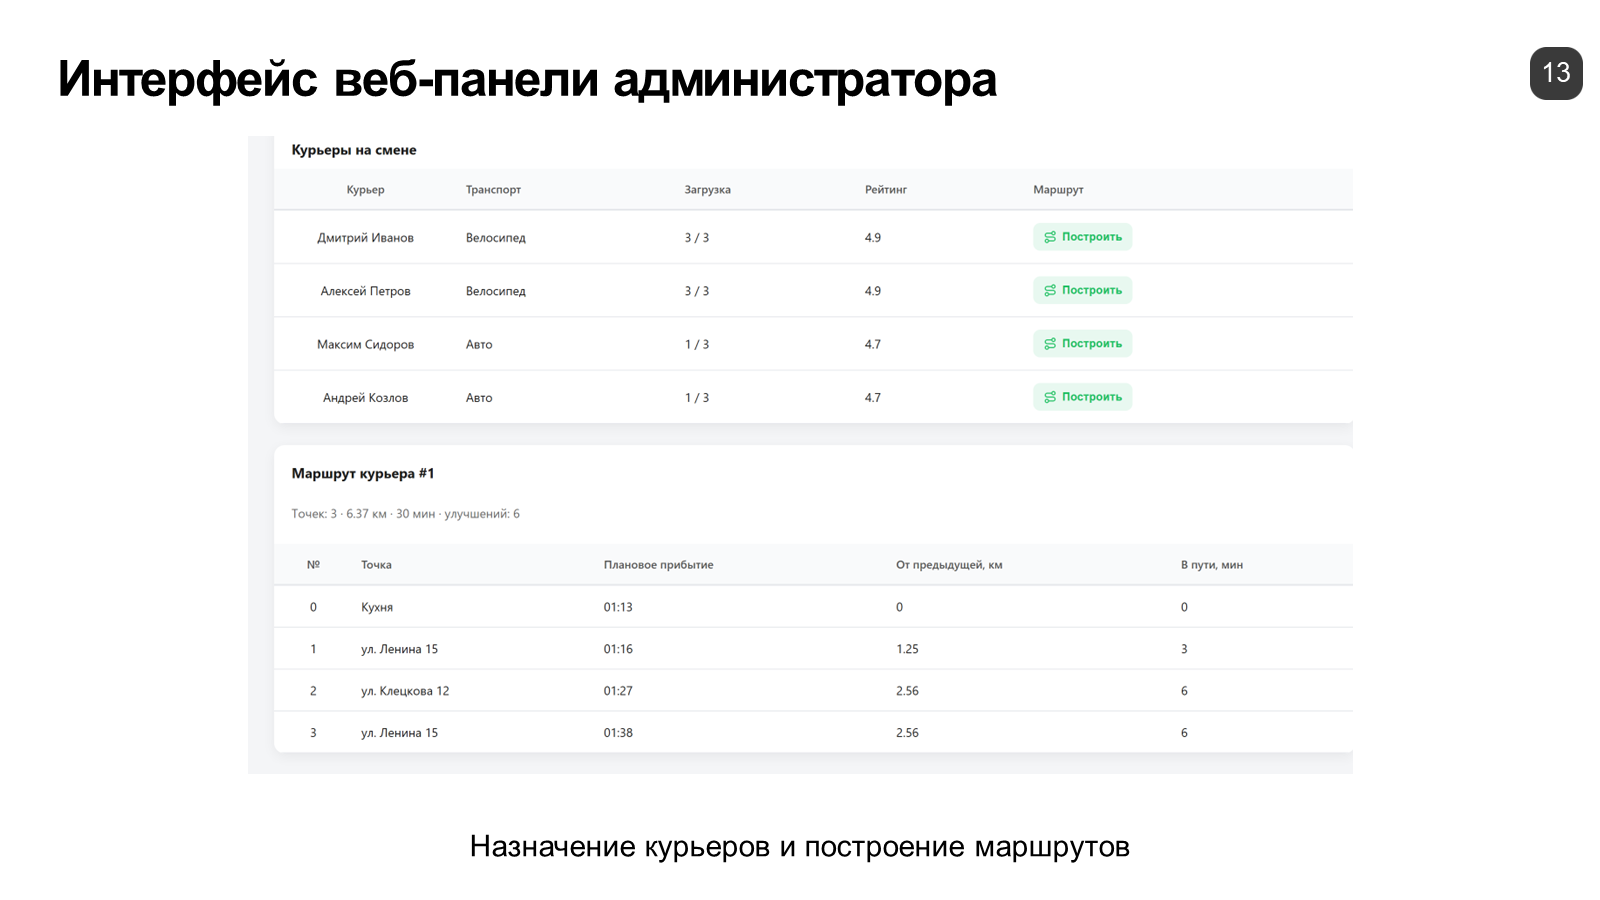 Интерфейс веб-панели администратора
13
Курьеры на смене
Курьер Транспорт Загрузка Рейтинг Маршрут
Дмитрий Иванов Велосипед 3 / 3 4.9 Построить
Алексей Петров Велосипед 3 / 3 4.9 Построить
Максим Сидоров Авто 1 / 3 4.7 Построить
Андрей Козлов Авто 1 / 3 4.7 Построить
Маршрут курьера #1
Точек: 3 · 6.37 км · 30 мин · улучшений: 6
№ Точка Плановое прибытие От предыдущей, км В пути, мин
0 Кухня 01:13 0 0
1 ул. Ленина 15 01:16 1.25 3
2 ул. Клецкова 12 01:27 2.56 6
3 ул. Ленина 15 01:38 2.56 6
Назначение курьеров и построение маршрутов